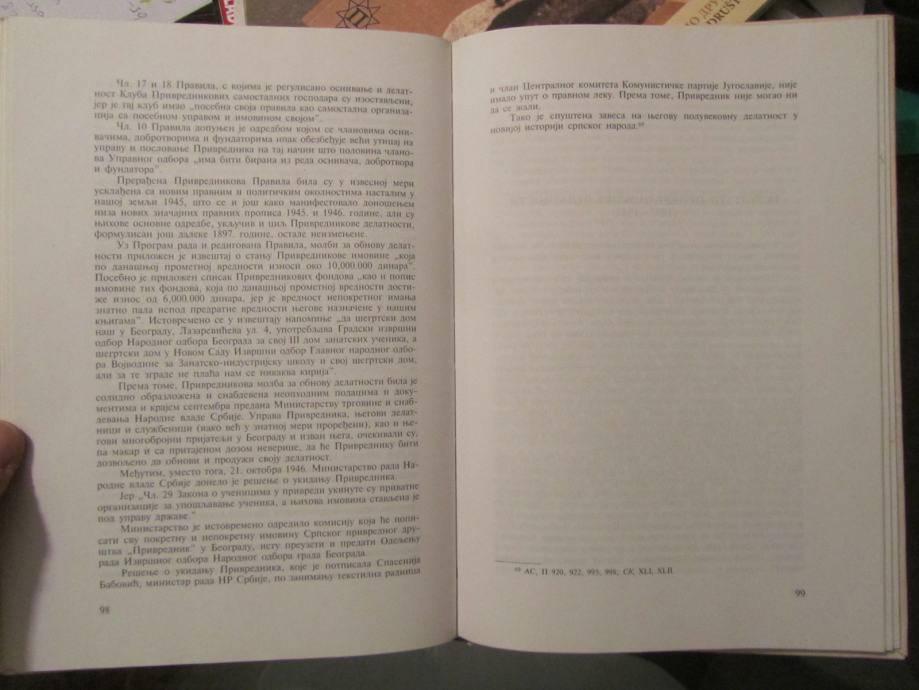 Чл. 17 и 18 Правила, с којима је регулисано оснивање и делат-
ност Клуба Привредникових самосталних господара су изостављени,
јер је тај клуб имао „посебна своја правила као самостална организа-
ција са посебном управом и имовином својом”.
Чл. 10 Правила допуњен је одредбом којом се члановима осни-
вачима, добротворима и фундаторима ипак обезбеђује већи утицај на
управу и пословање Привредника на тај начин што половина члано-
ва Управног одбора „има бити бирана из реда оснивача, добротвора
и фундатора”.
Прерађена Привредникова Правила била су у извесној мери
усклађена са новим правним и политичким околностима насталим у
нашој земљи 1945, што се и још како манифестовало доношењем
низа нових значајних правних прописа 1945. и 1946. године, али су
њихове основне одредбе, укључив и циљ Привредникове делатности,
формулисан још далеке 1897. године, остале неизмењене.
Уз Програм рада и редигована Правила, молби за обнову делат-
ности приложен је извештај о стању Привредникове имовине „која
по данашњој прометној вредности износи око 10,000.000 динара”.
Посебно је приложен списак Привредникових фондова „као и попис
имовине тих фондова, која по данашњој прометној вредности дости-
же износ од 6,000.000 динара, јер је вредност непокретног имања
знатно пала испод предратне вредности његове назначене у нашим
књигама”. Истовремено се у извештају напомиње „да шегртски дом
наш у Београду, Лазаревићева ул. 4, употребљава Градски извршни
одбор Народног одбора Београда за свој III дом занатских ученика, а
шегртски дом у Новом Саду Извршни одбор Главног народног одбо-
ра Војводине за Занатско-индустријску школу и свој шегртски дом,
али за те зграде не плаћа нам се никаква кирија”
Према томе, Привредникова молба за обнову делатности била је
солидно образложена и снабдевена неопходним подацима и доку-
ментима и крајем септембра предана Министарству трговине и снаб-
девања Народне владе Србије. Управа Привредника, његови делат-
ници и службеници (иако већ у знатној мери проређени), као и ње-
гови многобројни пријатељи у Београду и изван њега, очекивали су,
па макар и са притајеном дозом неверице, да ће Привреднику бити
дозвољено да обнови и продужи своју делатност.
Међутим, уместо тога, 21. октобра 1946. Министарство рада На-
родне владе Србије донело је решење о укидању Привредника.
Јер „Чл. 29 Закона о ученицима у привреди укинуте су приватне
организације за упошљавање ученика, а њихова имовина стављена је
под управу државе.”
Министарство је истовремено одредило комисију која ће попи-
сати сву покретну и непокретну имовину Српског привредног дру-
штва „Привредник” у Београду, исту преузети и предати Одељењу
рада Извршног одбора Народног одбора града Београда.
Решење о укидању Привредника, које је потписала Спасенија
Бабовић, министар рада НР Србије, по занимању текстилна радница
98
и члан Централног комитета Комунистичке партије Југославије, није
имало упут о правном леку. Према томе, Привредник није могао ни
да се жали.
Тако је спуштена завеса на његову полувековну делатност у
новијој историји српског народа.⁶⁹
⁶⁹ АС, П 920, 922, 995, 998; СК, XLI, XLII.
99
О ДРУ
DRUŠT